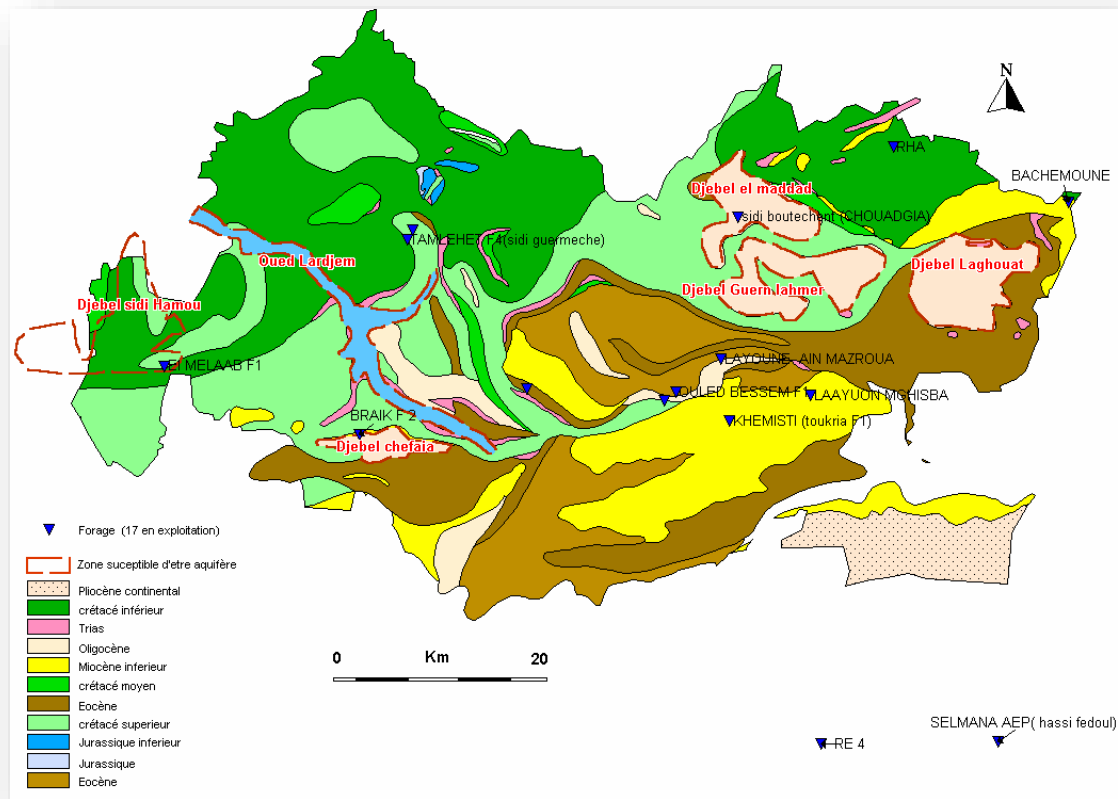 N
RHA
BACHEMOUNE
Djebel el maddad
sidi boutechent (CHOUADGIA)
TAMLEHET F4(sidi guermeche)
Oued Lardjem
Djebel Laghouat
Djebel Guern lahmer
Djebel sidi Hamou
El MELAAB F1
LAYOUNE AIN MAZROUA
OULED BESSEM F1
LAAYUON MGHISBA
BRAIK F 2
KHEMISTI (toukria F1)
Djebel chefaia
Forage (17 en exploitation)
Zone suceptible d'etre aquifère
Pliocène continental
crétacé inférieur
Trias
Oligocène
Miocène inferieur
crétacé moyen
Eocène
crétacé superieur
Jurassique inferieur
Jurassique
Eocène
0 Km 20
SELMANA AEP( hassi fedoul)
RE 4